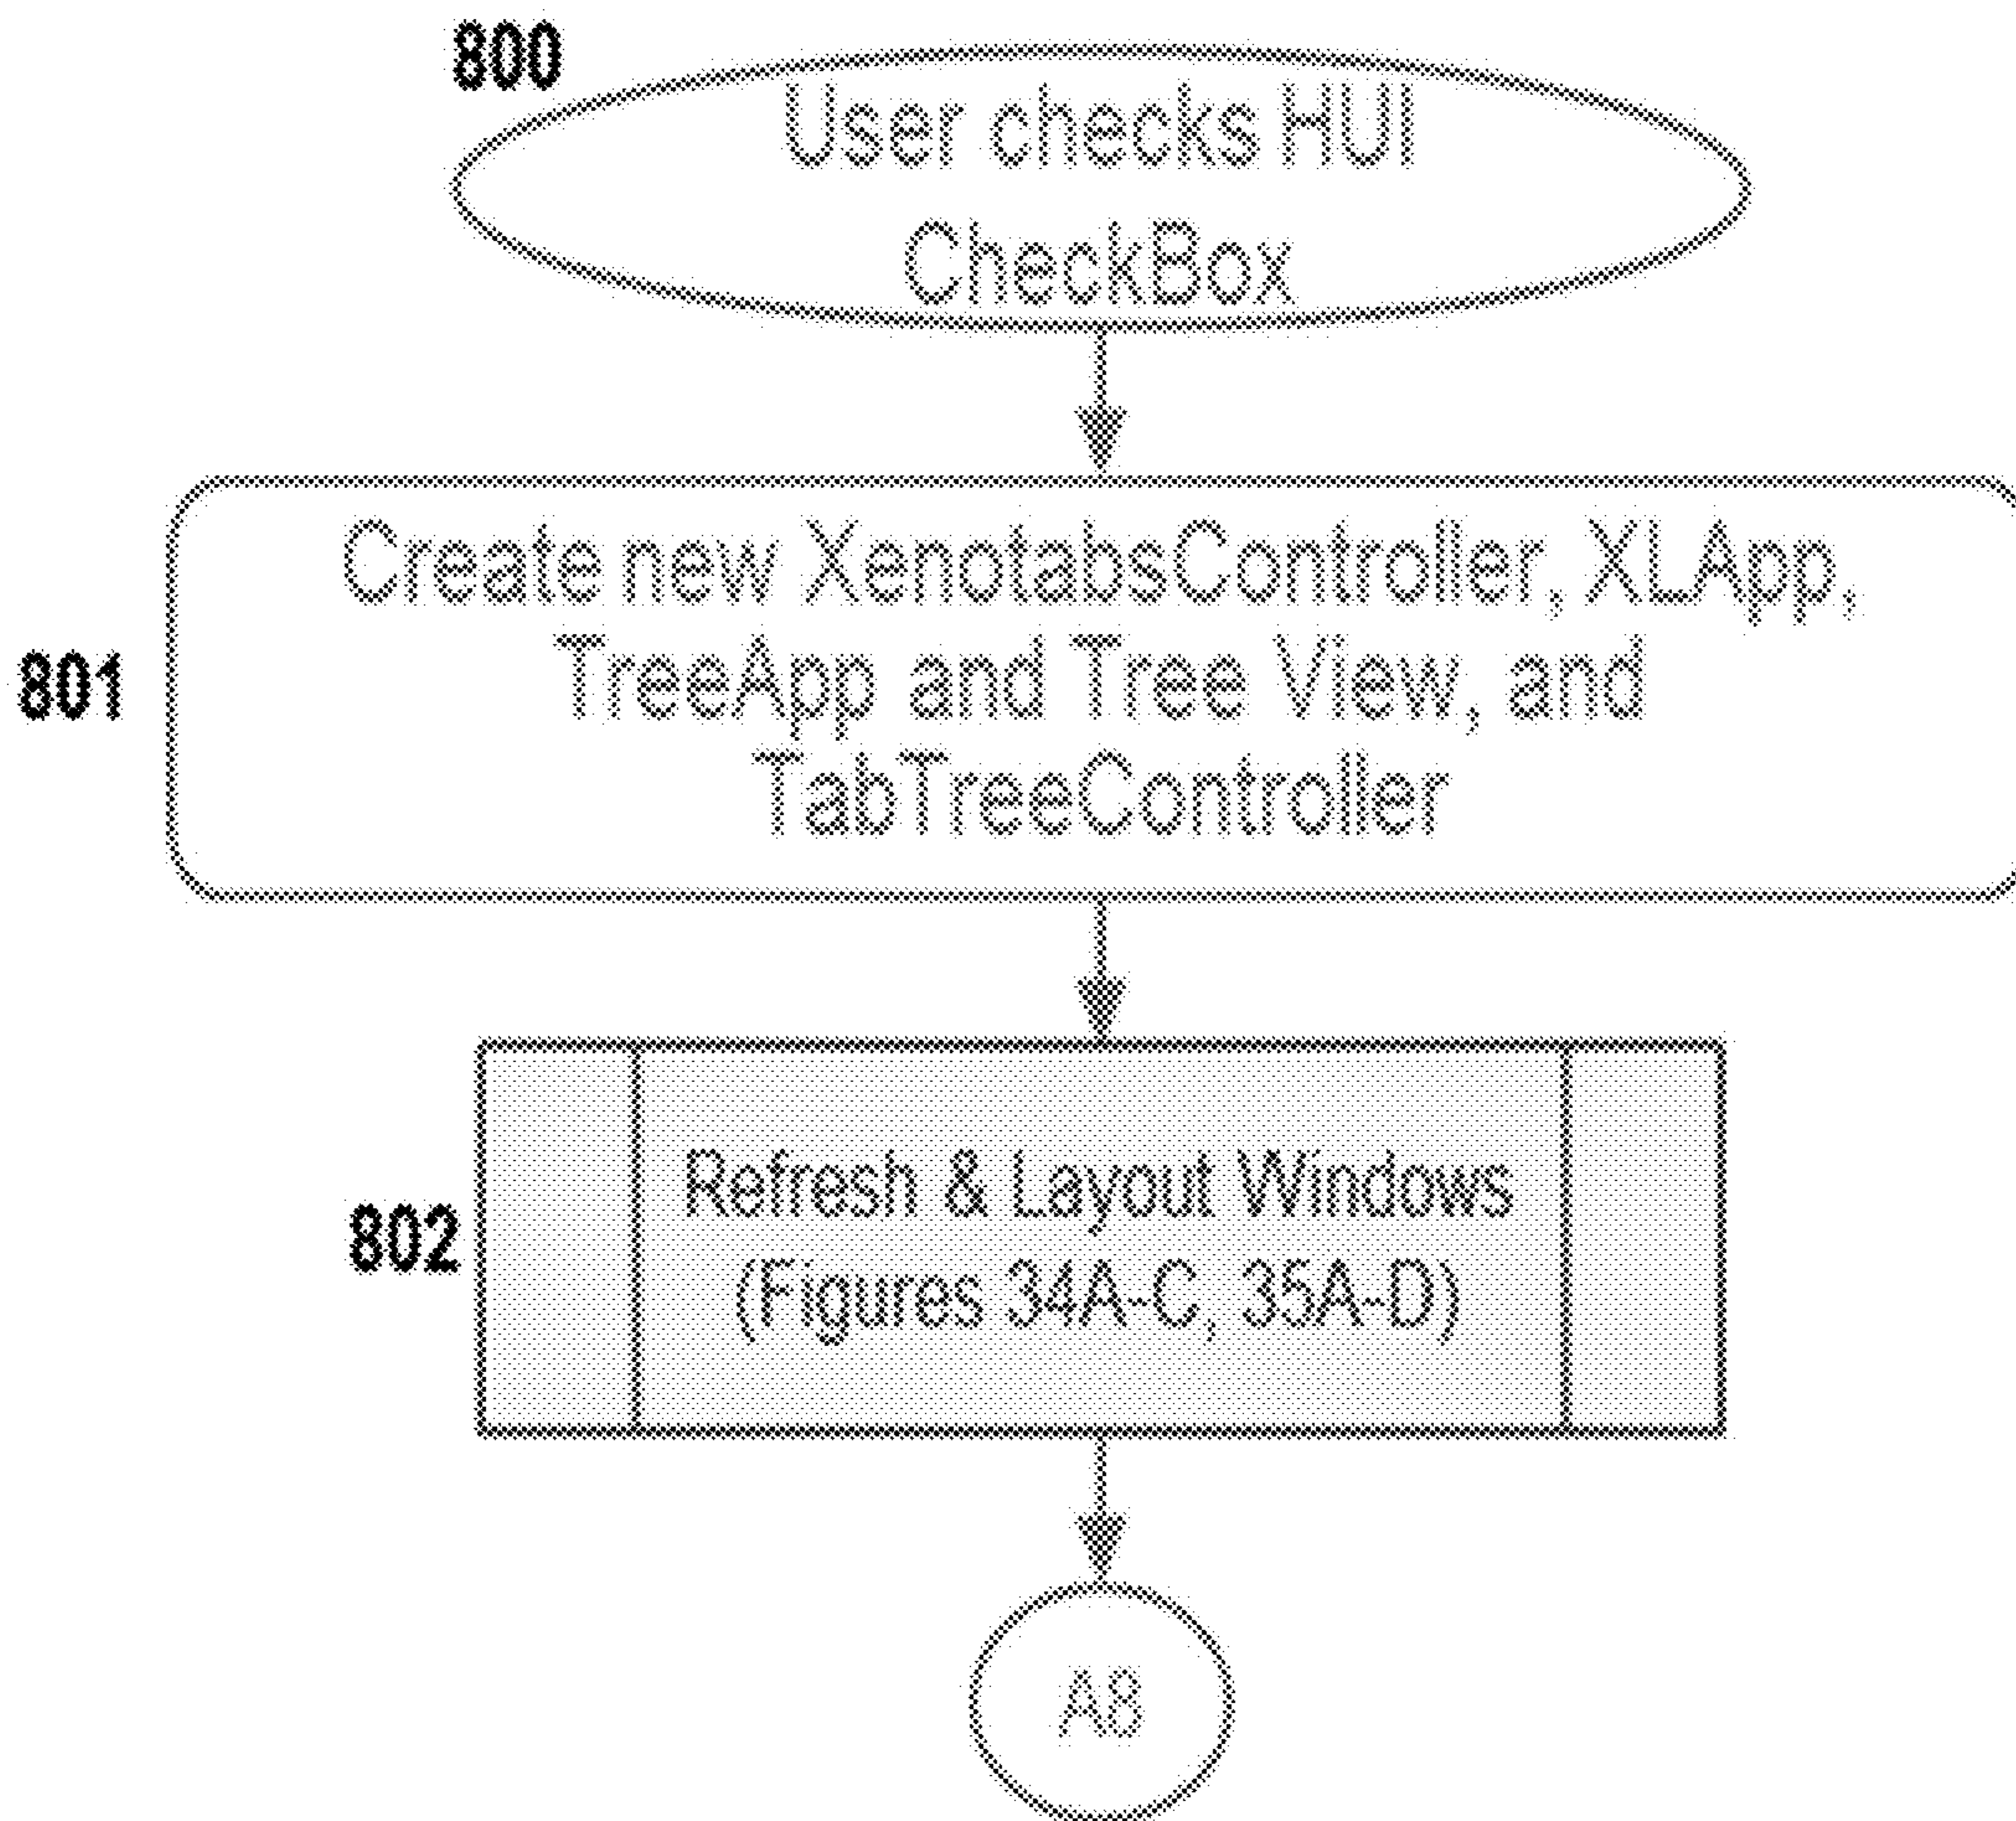 800
User checks HUI
CheckBox
Create new XenotabsController, XLApp,
TreeApp and Tree View, and
TabTreeController
801
Refresh & Layout Windows
(Figures 34A-C, 35A-D)
802
A8